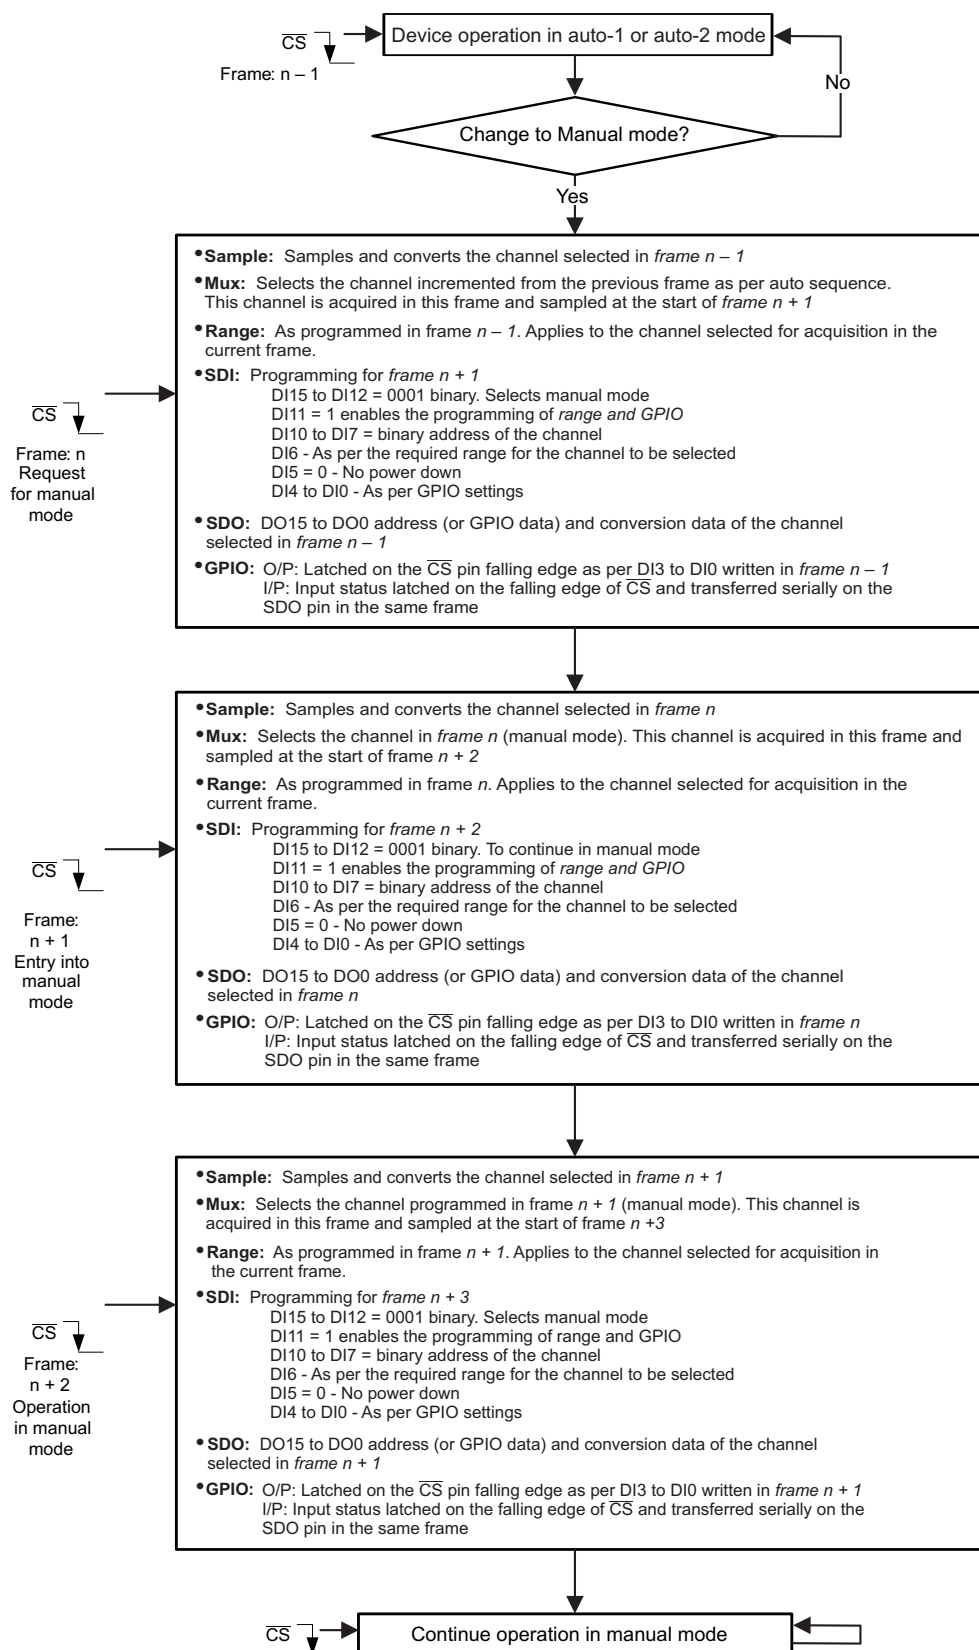 Device operation in auto-1 or auto-2 mode
CS
Frame: n – 1
No
Change to Manual mode?
Yes
•Sample: Samples and converts the channel selected in frame n – 1
•Mux: Selects the channel incremented from the previous frame as per auto sequence.
This channel is acquired in this frame and sampled at the start of frame n + 1
•Range: As programmed in frame n – 1. Applies to the channel selected for acquisition in the
current frame.
•SDI: Programming for frame n + 1
DI15 to DI12 = 0001 binary. Selects manual mode
DI11 = 1 enables the programming of range and GPIO
DI10 to DI7 = binary address of the channel
DI6 - As per the required range for the channel to be selected
DI5 = 0 - No power down
DI4 to DI0 - As per GPIO settings
•SDO: DO15 to DO0 address (or GPIO data) and conversion data of the channel
selected in frame n – 1
•GPIO: O/P: Latched on the CS pin falling edge as per DI3 to DI0 written in frame n – 1
I/P: Input status latched on the falling edge of CS and transferred serially on the
SDO pin in the same frame
CS
Frame: n
Request
for manual
mode
•Sample: Samples and converts the channel selected in frame n
•Mux: Selects the channel in frame n (manual mode). This channel is acquired in this frame and
sampled at the start of frame n + 2
•Range: As programmed in frame n. Applies to the channel selected for acquisition in the
current frame.
•SDI: Programming for frame n + 2
DI15 to DI12 = 0001 binary. To continue in manual mode
DI11 = 1 enables the programming of range and GPIO
DI10 to DI7 = binary address of the channel
DI6 - As per the required range for the channel to be selected
DI5 = 0 - No power down
DI4 to DI0 - As per GPIO settings
•SDO: DO15 to DO0 address (or GPIO data) and conversion data of the channel
selected in frame n
•GPIO: O/P: Latched on the CS pin falling edge as per DI3 to DI0 written in frame n
I/P: Input status latched on the falling edge of CS and transferred serially on the
SDO pin in the same frame
CS
Frame:
n + 1
Entry into
manual
mode
•Sample: Samples and converts the channel selected in frame n + 1
•Mux: Selects the channel programmed in frame n + 1 (manual mode). This channel is
acquired in this frame and sampled at the start of frame n +3
•Range: As programmed in frame n + 1. Applies to the channel selected for acquisition in
the current frame.
•SDI: Programming for frame n + 3
DI15 to DI12 = 0001 binary. Selects manual mode
DI11 = 1 enables the programming of range and GPIO
DI10 to DI7 = binary address of the channel
DI6 - As per the required range for the channel to be selected
DI5 = 0 - No power down
DI4 to DI0 - As per GPIO settings
•SDO: DO15 to DO0 address (or GPIO data) and conversion data of the channel
selected in frame n + 1
•GPIO: O/P: Latched on the CS pin falling edge as per DI3 to DI0 written in frame n + 1
I/P: Input status latched on the falling edge of CS and transferred serially on the
SDO pin in the same frame
CS
Frame:
n + 2
Operation
in manual
mode
CS
Continue operation in manual mode